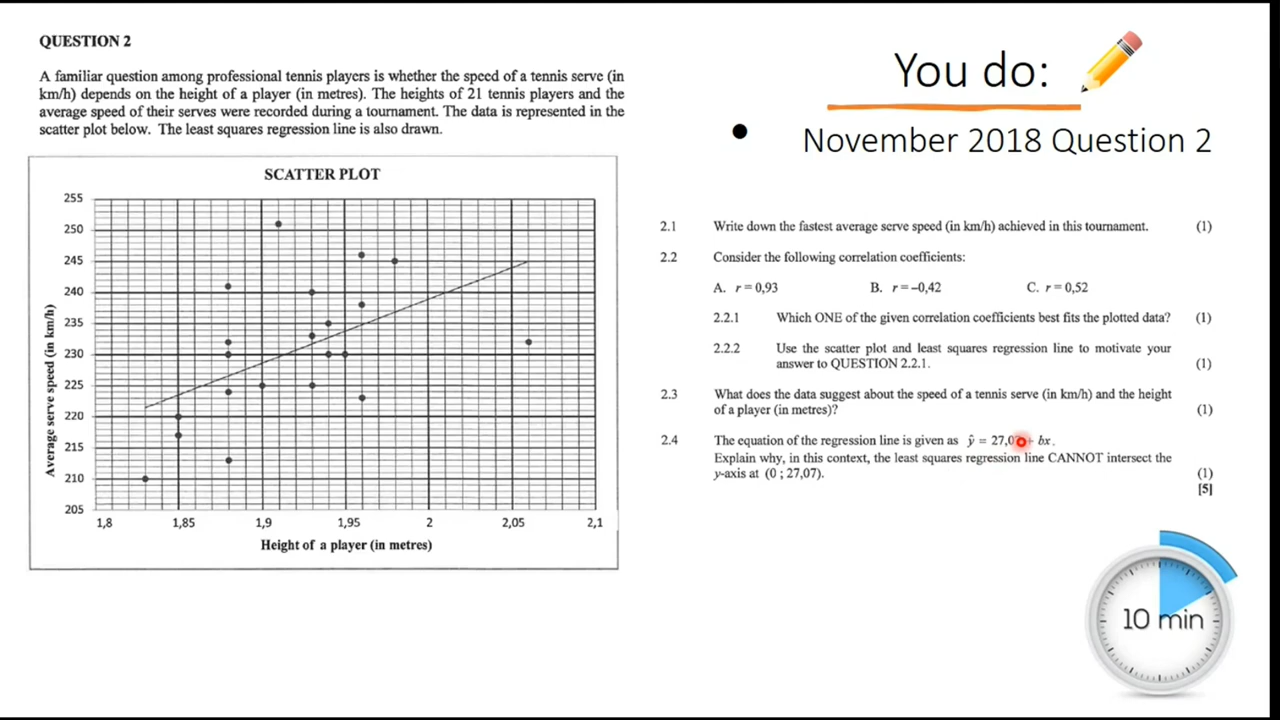 QUESTION 2
A familiar question among professional tennis players is whether the speed of a tennis serve (in
km/h) depends on the height of a player (in metres). The heights of 21 tennis players and the
average speed of their serves were recorded during a tournament. The data is represented in the
scatter plot below. The least squares regression line is also drawn.
SCATTER PLOT
Average serve speed (in km/h)
255
250
245
240
235
230
225
220
215
210
205
1,8 1,85 1,9 1,95 2 2,05 2,1
Height of a player (in metres)
You do:
• November 2018 Question 2
2.1 Write down the fastest average serve speed (in km/h) achieved in this tournament. (1)
2.2 Consider the following correlation coefficients:
A. r = 0,93 B. r = –0,42 C. r = 0,52
2.2.1 Which ONE of the given correlation coefficients best fits the plotted data? (1)
2.2.2 Use the scatter plot and least squares regression line to motivate your
answer to QUESTION 2.2.1. (1)
2.3 What does the data suggest about the speed of a tennis serve (in km/h) and the height
of a player (in metres)? (1)
2.4 The equation of the regression line is given as ŷ = 27,0 + bx.
Explain why, in this context, the least squares regression line CANNOT intersect the
y-axis at (0 ; 27,07). (1)
[5]
10 min